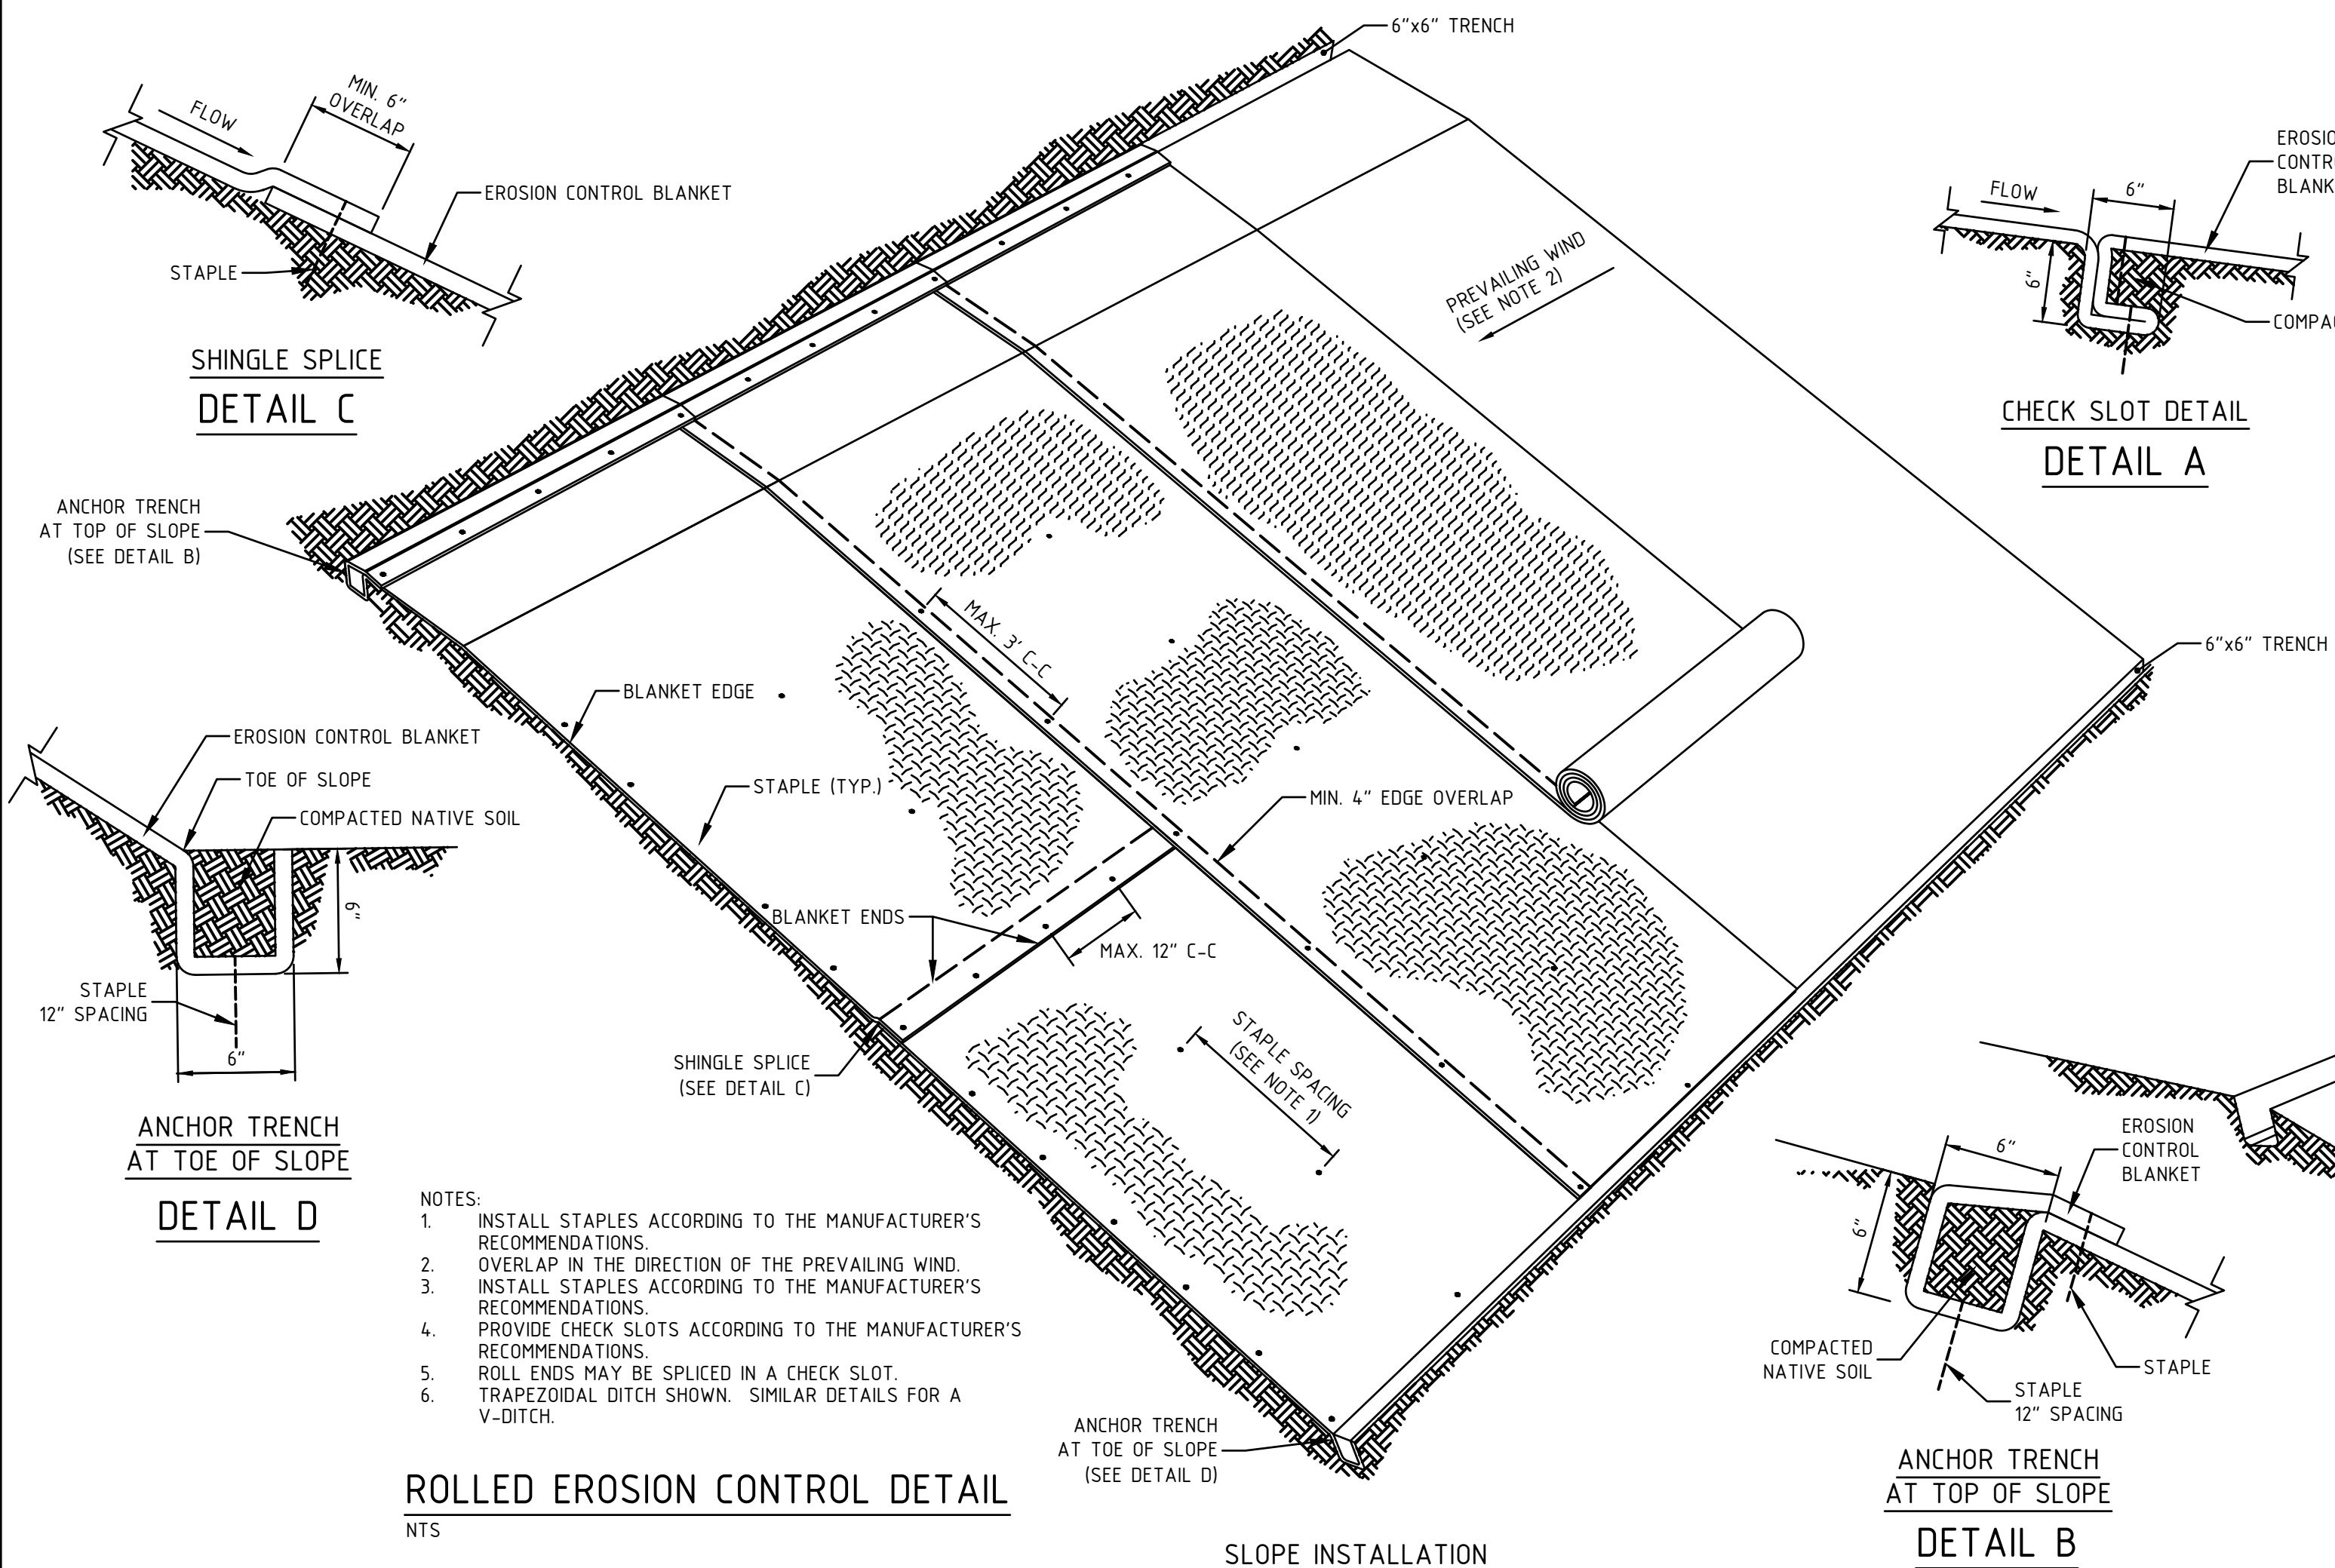 6"x6" TRENCH
MIN. 6"
OVERLAP
FLOW
EROSION CONTROL BLANKET
STAPLE
SHINGLE SPLICE
DETAIL C
FLOW
6"
6"
CHECK SLOT DETAIL
DETAIL A
PREVAILING WIND
(SEE NOTE 2)
ANCHOR TRENCH
AT TOP OF SLOPE
(SEE DETAIL B)
MAX. 3' C-C
6"x6" TRENCH
BLANKET EDGE
STAPLE (TYP.)
MIN. 4" EDGE OVERLAP
BLANKET ENDS
MAX. 12" C-C
SHINGLE SPLICE
(SEE DETAIL C)
STAPLE SPACING
(SEE NOTE 1)
EROSION CONTROL BLANKET
TOE OF SLOPE
COMPACTED NATIVE SOIL
6"
STAPLE
12" SPACING
6"
ANCHOR TRENCH
AT TOE OF SLOPE
DETAIL D
NOTES:
1. INSTALL STAPLES ACCORDING TO THE MANUFACTURER'S
RECOMMENDATIONS.
2. OVERLAP IN THE DIRECTION OF THE PREVAILING WIND.
3. INSTALL STAPLES ACCORDING TO THE MANUFACTURER'S
RECOMMENDATIONS.
4. PROVIDE CHECK SLOTS ACCORDING TO THE MANUFACTURER'S
RECOMMENDATIONS.
5. ROLL ENDS MAY BE SPLICED IN A CHECK SLOT.
6. TRAPEZOIDAL DITCH SHOWN. SIMILAR DETAILS FOR A
V-DITCH.
ROLLED EROSION CONTROL DETAIL
NTS
ANCHOR TRENCH
AT TOE OF SLOPE
(SEE DETAIL D)
SLOPE INSTALLATION
6"
EROSION
CONTROL
BLANKET
6"
COMPACTED
NATIVE SOIL
STAPLE
STAPLE
12" SPACING
ANCHOR TRENCH
AT TOP OF SLOPE
DETAIL B